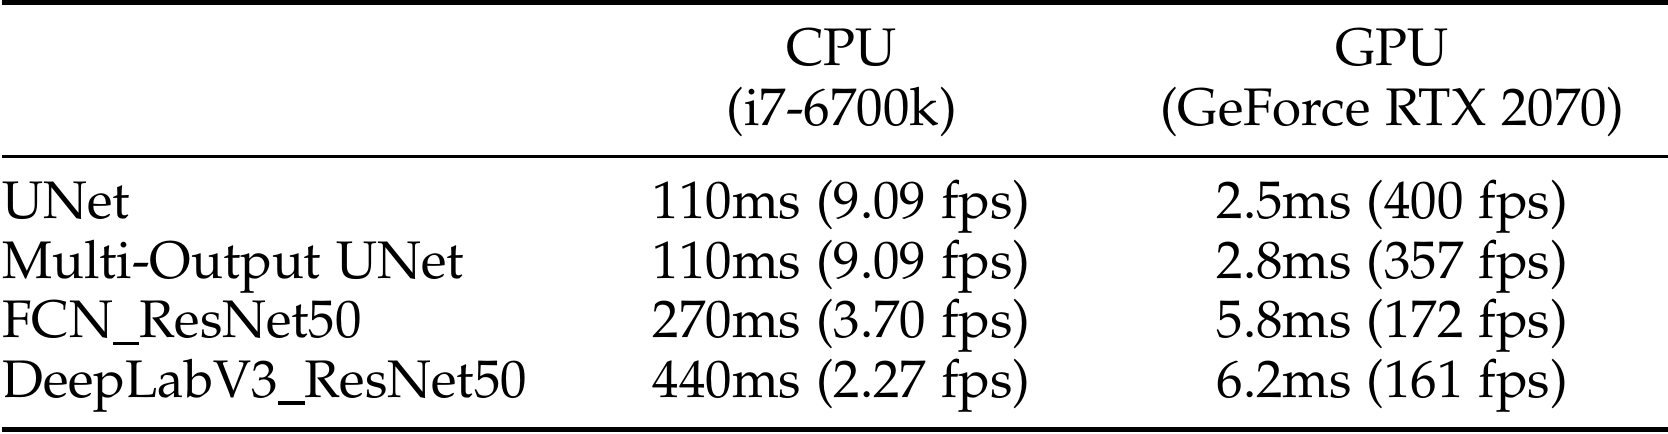 CPU GPU
(i7-6700k) (GeForce RTX 2070)
UNet 110ms (9.09 fps) 2.5ms (400 fps)
Multi-Output UNet 110ms (9.09 fps) 2.8ms (357 fps)
FCN_ResNet50 270ms (3.70 fps) 5.8ms (172 fps)
DeepLabV3_ResNet50 440ms (2.27 fps) 6.2ms (161 fps)